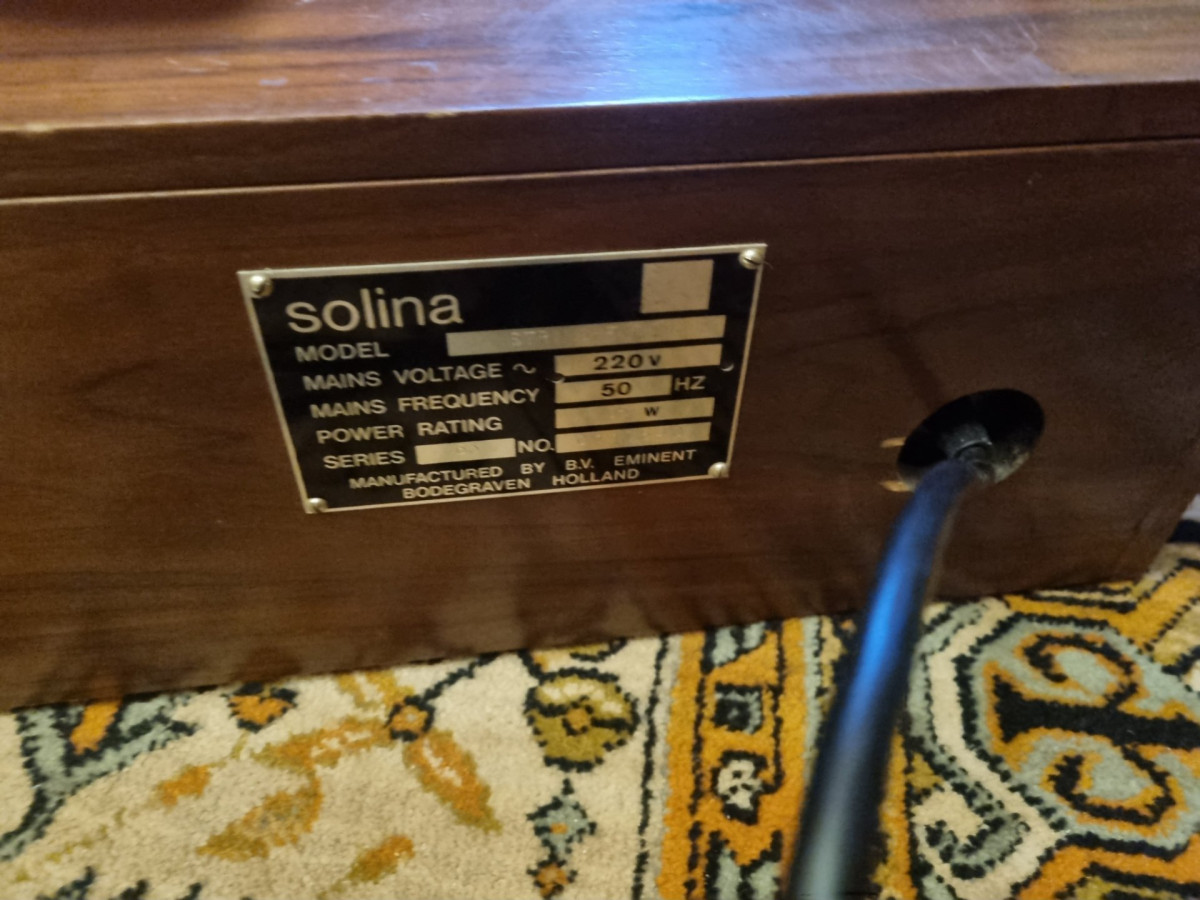 solina
MODEL
MAINS VOLTAGE ~ 220 V
MAINS FREQUENCY 50 HZ
POWER RATING W
SERIES NO.
MANUFACTURED BY B.V. EMINENT
BODEGRAVEN HOLLAND